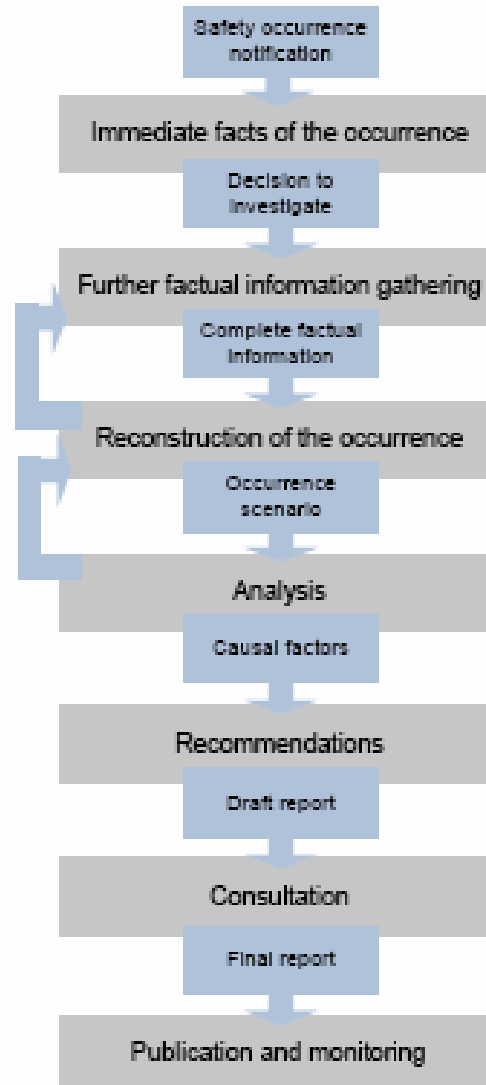 Safety occurrence
notification
Immediate facts of the occurrence
Decision to
investigate
Further factual information gathering
Complete factual
information
Reconstruction of the occurrence
Occurrence
scenario
Analysis
Causal factors
Recommendations
Draft report
Consultation
Final report
Publication and monitoring